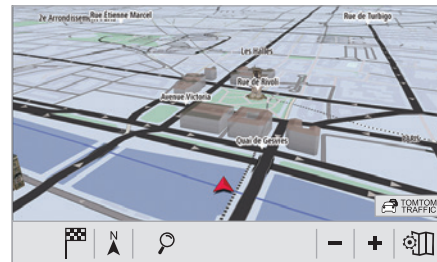 2e Arrondissem
Rue Étienne Marcel
Rue de Turbigo
Les Halles
Rue de Rivoli
Avenue Victoria
Quai de Gesvres
TOMTOM
TRAFFIC
N